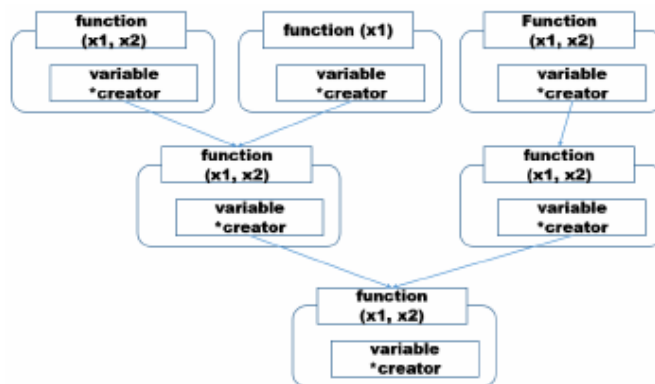 function
(x1, x2)
function (x1)
Function
(x1, x2)
variable
*creator
variable
*creator
variable
*creator
function
(x1, x2)
function
(x1, x2)
variable
*creator
variable
*creator
function
(x1, x2)
variable
*creator